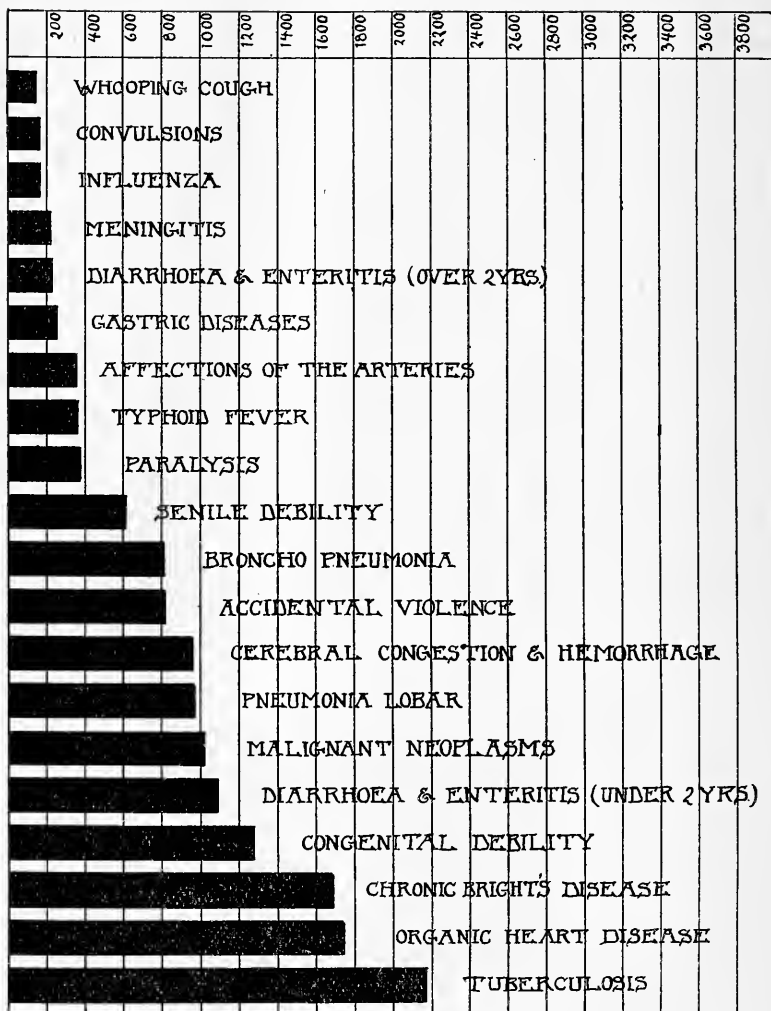 200 400 600 800 1000 1200 1400 1600 1800 2000 2200 2400 2600 2800 3000 3200 3400 3600 3800
WHOOPING COUGH
CONVULSIONS
INFLUENZA
MENINGITIS
DIARRHOEA & ENTERITIS (OVER 2YRS.)
GASTRIC DISEASES
AFFECTIONS OF THE ARTERIES
TYPHOID FEVER
PARALYSIS
SENILE DEBILITY
BRONCHO PNEUMONIA
ACCIDENTAL VIOLENCE
CEREBRAL CONGESTION & HEMORRHAGE
PNEUMONIA LOBAR
MALIGNANT NEOPLASMS
DIARRHOEA & ENTERITIS (UNDER 2 YRS.)
CONGENITAL DEBILITY
CHRONIC BRIGHT'S DISEASE
ORGANIC HEART DISEASE
TUBERCULOSIS